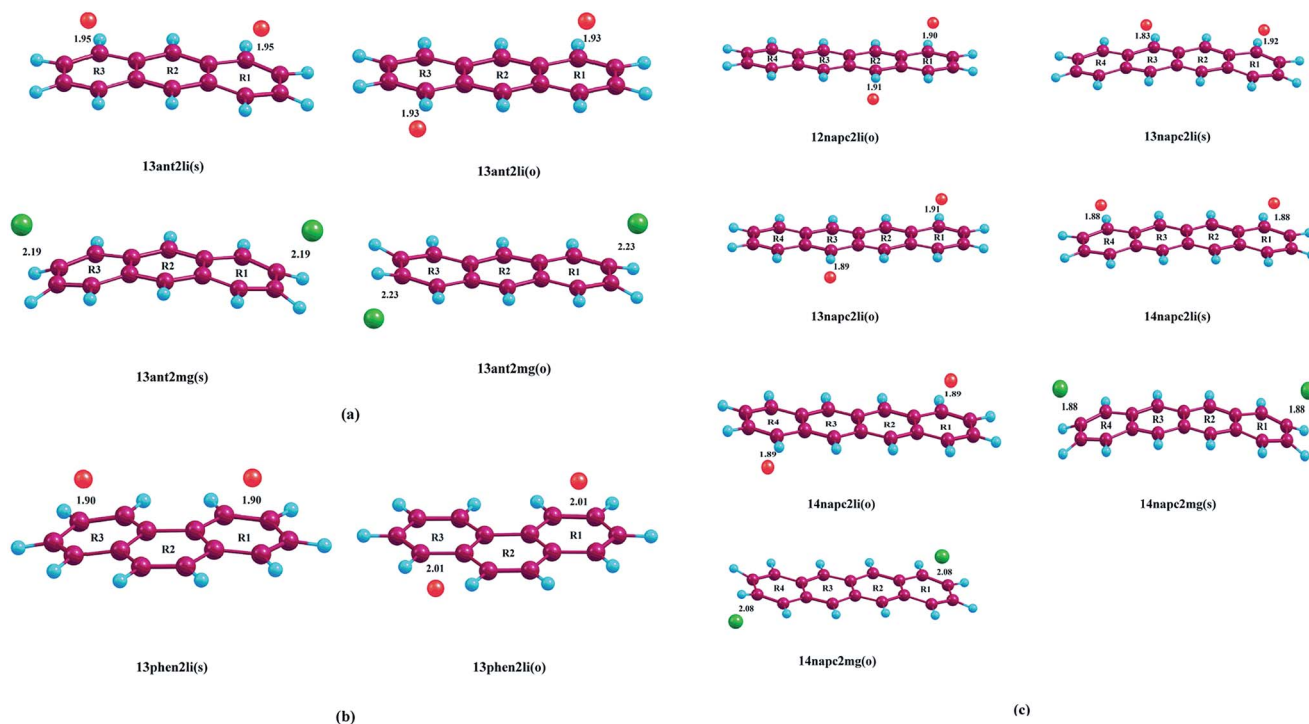 1.95
1.95
R3
R2
R1
13ant2li(s)
1.93
R3
R2
R1
1.93
13ant2li(o)
2.19
2.19
R3
R2
R1
13ant2mg(s)
2.23
R3
R2
R1
2.23
13ant2mg(o)
(a)
1.90
1.90
R3
R2
R1
13phen2li(s)
2.01
R3
R2
R1
2.01
13phen2li(o)
(b)
1.90
R4
R3
R2
R1
1.91
12napc2li(o)
1.83
1.92
R4
R3
R2
R1
13napc2li(s)
1.91
R4
R3
R2
R1
1.89
13napc2li(o)
1.88
1.88
R4
R3
R2
R1
14napc2li(s)
1.89
R4
R3
R2
R1
1.89
14napc2li(o)
1.88
1.88
R4
R3
R2
R1
14napc2mg(s)
2.08
R4
R3
R2
R1
2.08
14napc2mg(o)
(c)